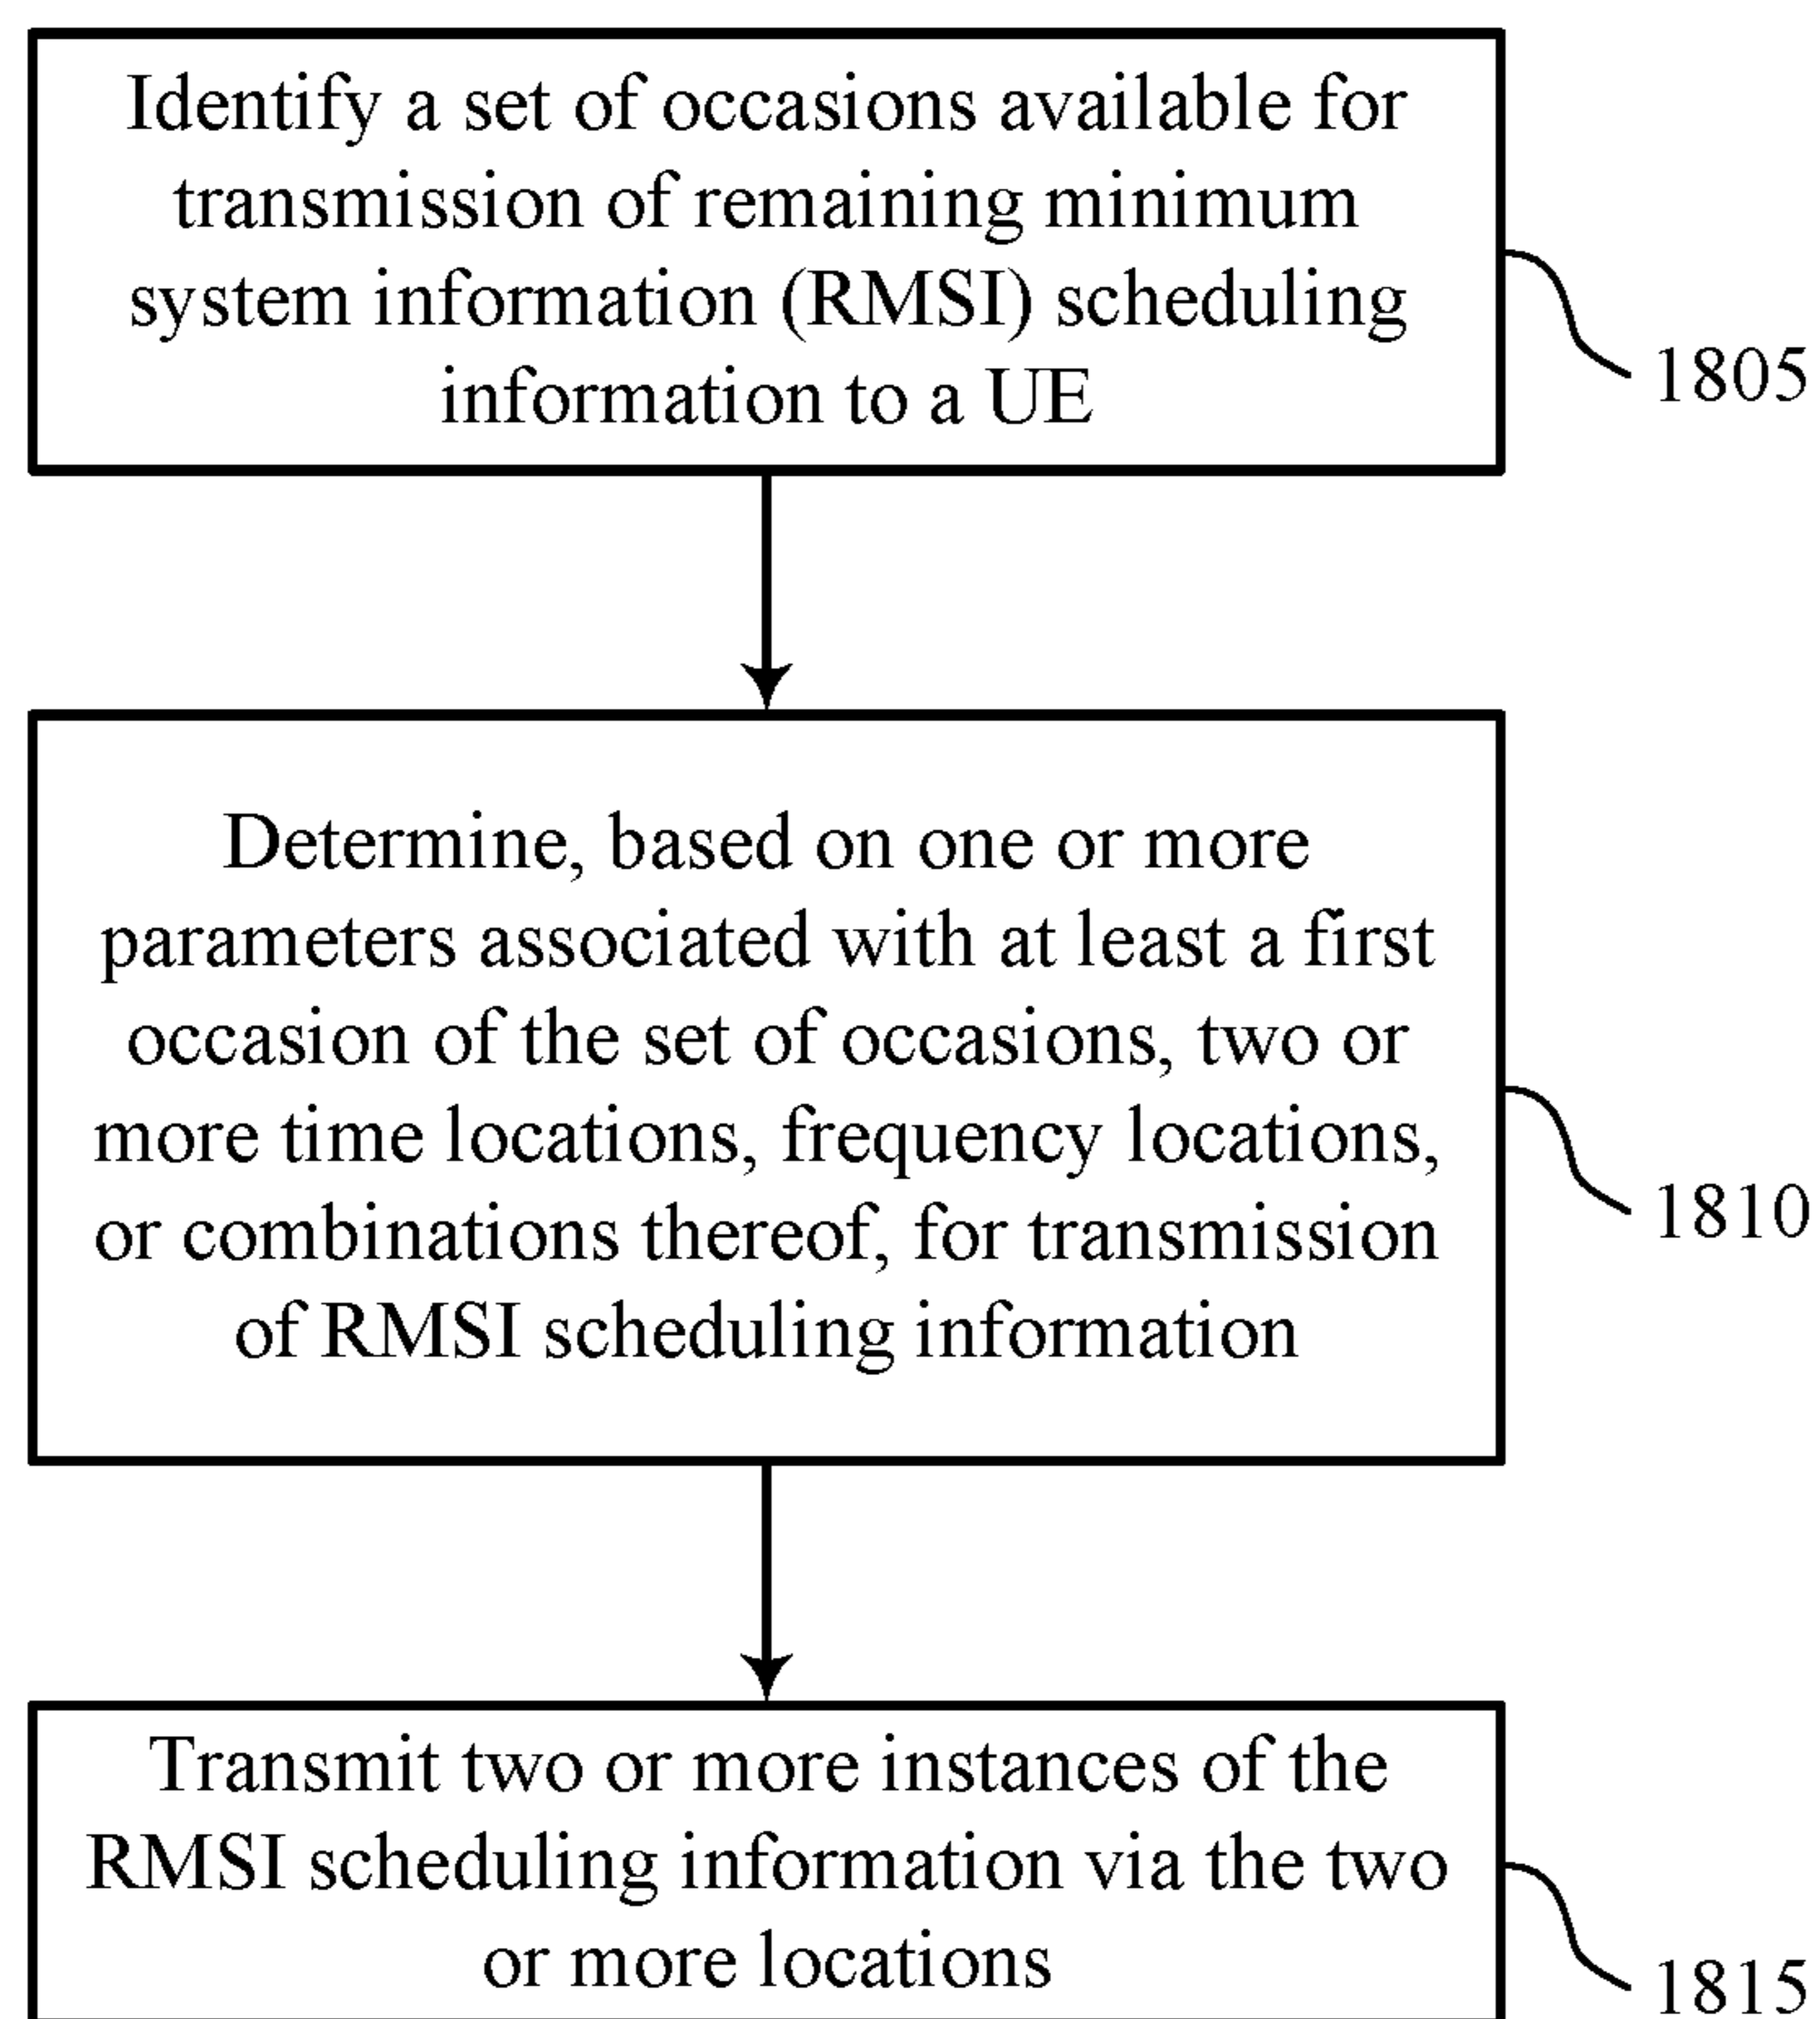 Identify a set of occasions available for
transmission of remaining minimum
system information (RMSI) scheduling
information to a UE
1805
Determine, based on one or more
parameters associated with at least a first
occasion of the set of occasions, two or
more time locations, frequency locations,
or combinations thereof, for transmission
of RMSI scheduling information
1810
Transmit two or more instances of the
RMSI scheduling information via the two
or more locations
1815